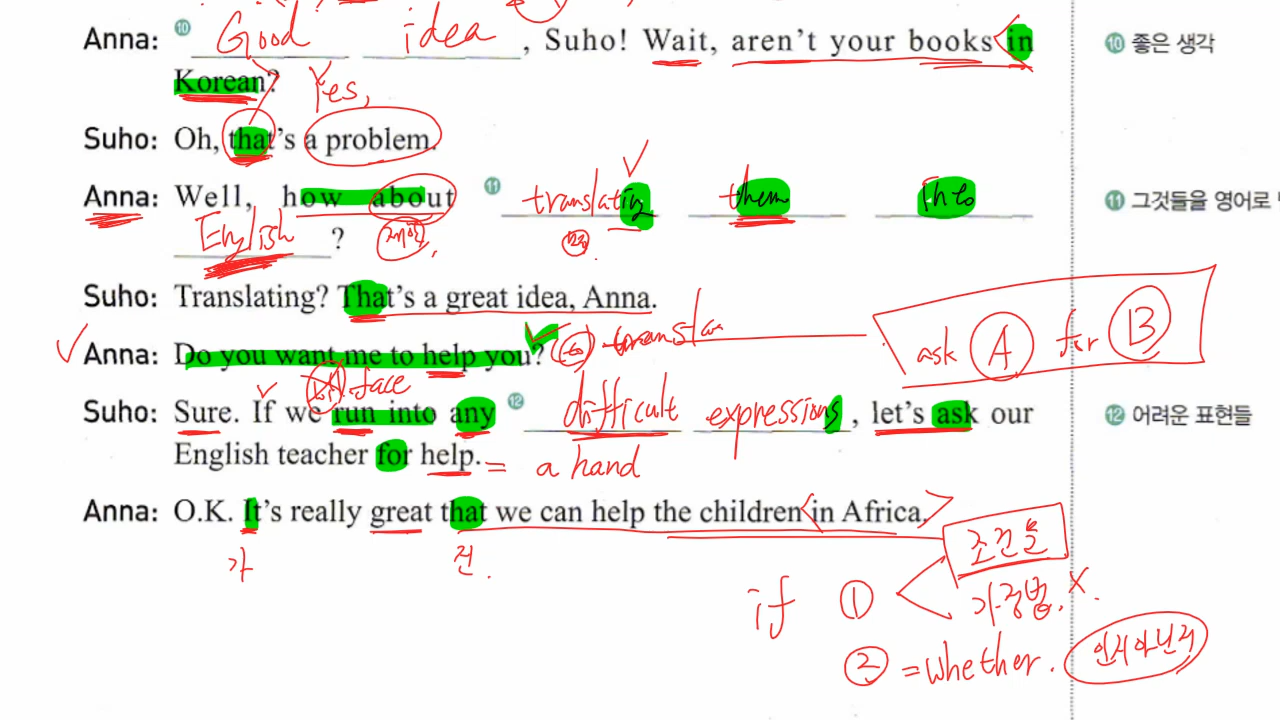 Anna: ⑩ Good idea, Suho! Wait, aren't your books in ⑩ 좋은 생각
Korean? Yes,
Suho: Oh, that's a problem.
Anna: Well, how about ⑪ translating them into ⑪ 그것들을 영어로
English ?
Suho: Translating? That's a great idea, Anna.
ask A for B
Anna: Do you want me to help you? (to)
face
Suho: Sure. If we run into any ⑫ difficult expressions, let's ask our ⑫ 어려운 표현들
English teacher for help. = a hand
Anna: O.K. It's really great that we can help the children in Africa.
가 진.
조건을
if ① 가정법. X.
② = whether. 인지아닌지